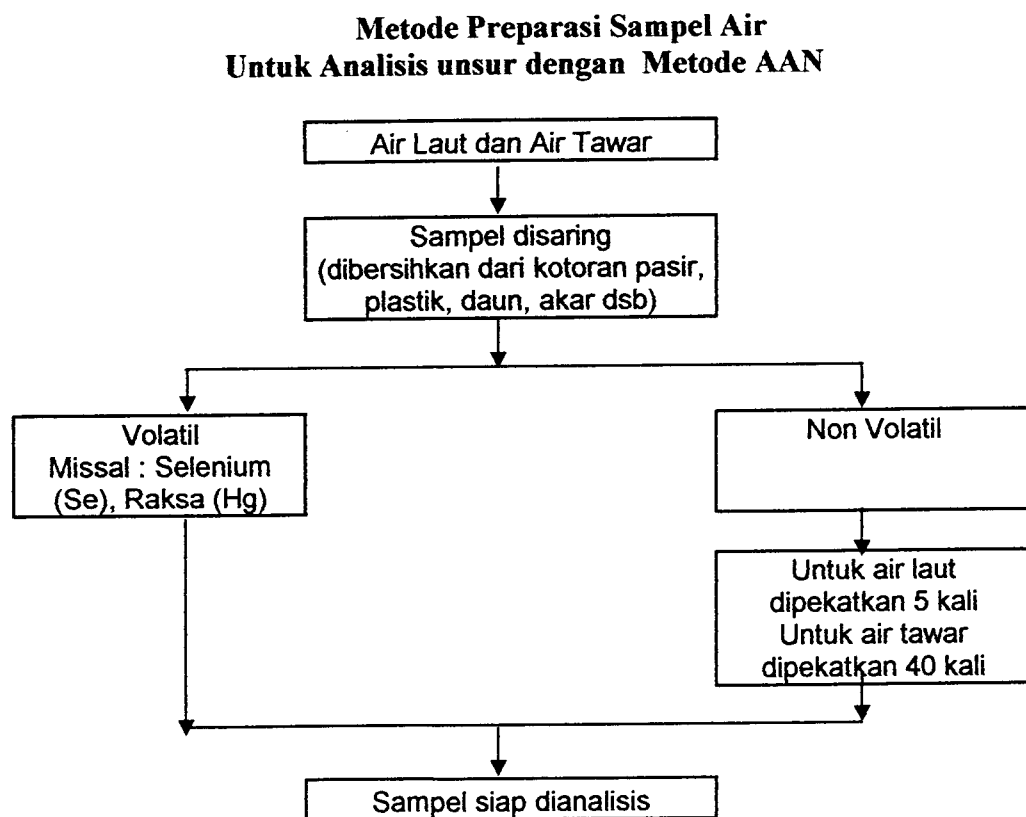 Metode Preparasi Sampel Air
Untuk Analisis unsur dengan Metode AAN
Air Laut dan Air Tawar
Sampel disaring
(dibersihkan dari kotoran pasir,
plastik, daun, akar dsb)
Volatil
Missal : Selenium
(Se), Raksa (Hg)
Non Volatil
Untuk air laut
dipekatkan 5 kali
Untuk air tawar
dipekatkan 40 kali
Sampel siap dianalisis